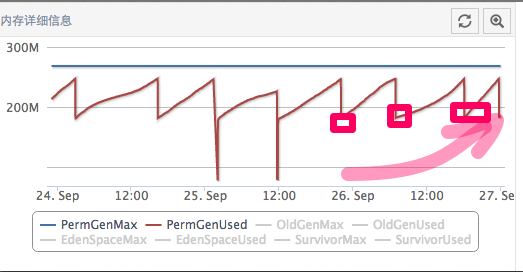 内存详细信息
300M
200M
24. Sep 12:00 25. Sep 12:00 26. Sep 12:00 27. Sep
PermGenMax PermGenUsed OldGenMax OldGenUsed
EdenSpaceMax EdenSpaceUsed SurvivorMax SurvivorUsed